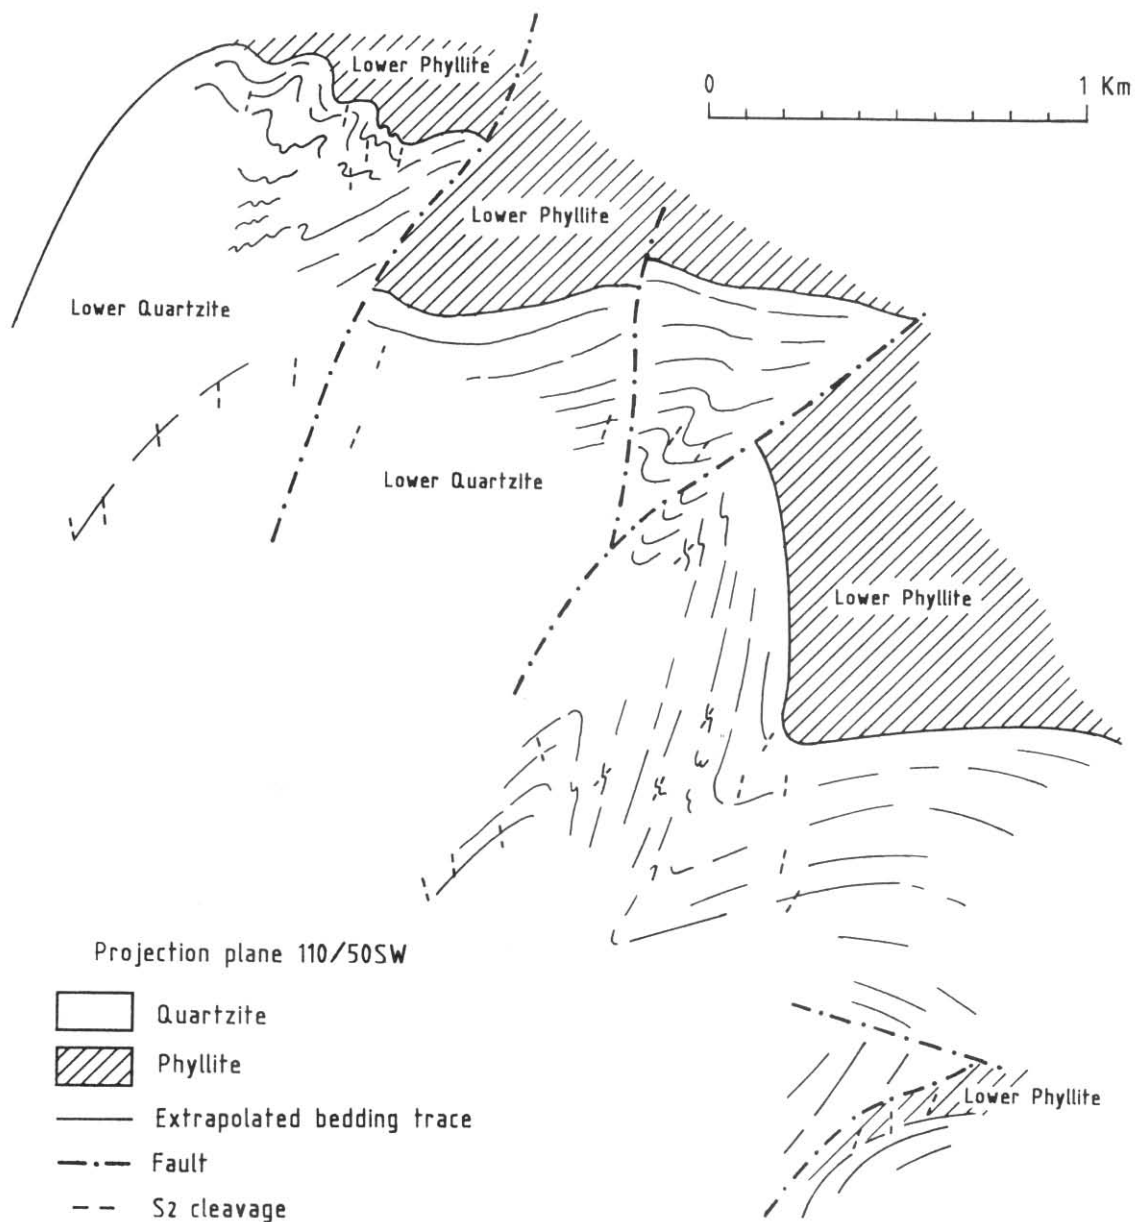 Lower Phyllite
0 1 Km
Lower Phyllite
Lower Quartzite
Lower Quartzite
Lower Phyllite
Projection plane 110/50SW
Quartzite
Phyllite
Extrapolated bedding trace
Lower Phyllite
Fault
S2 cleavage